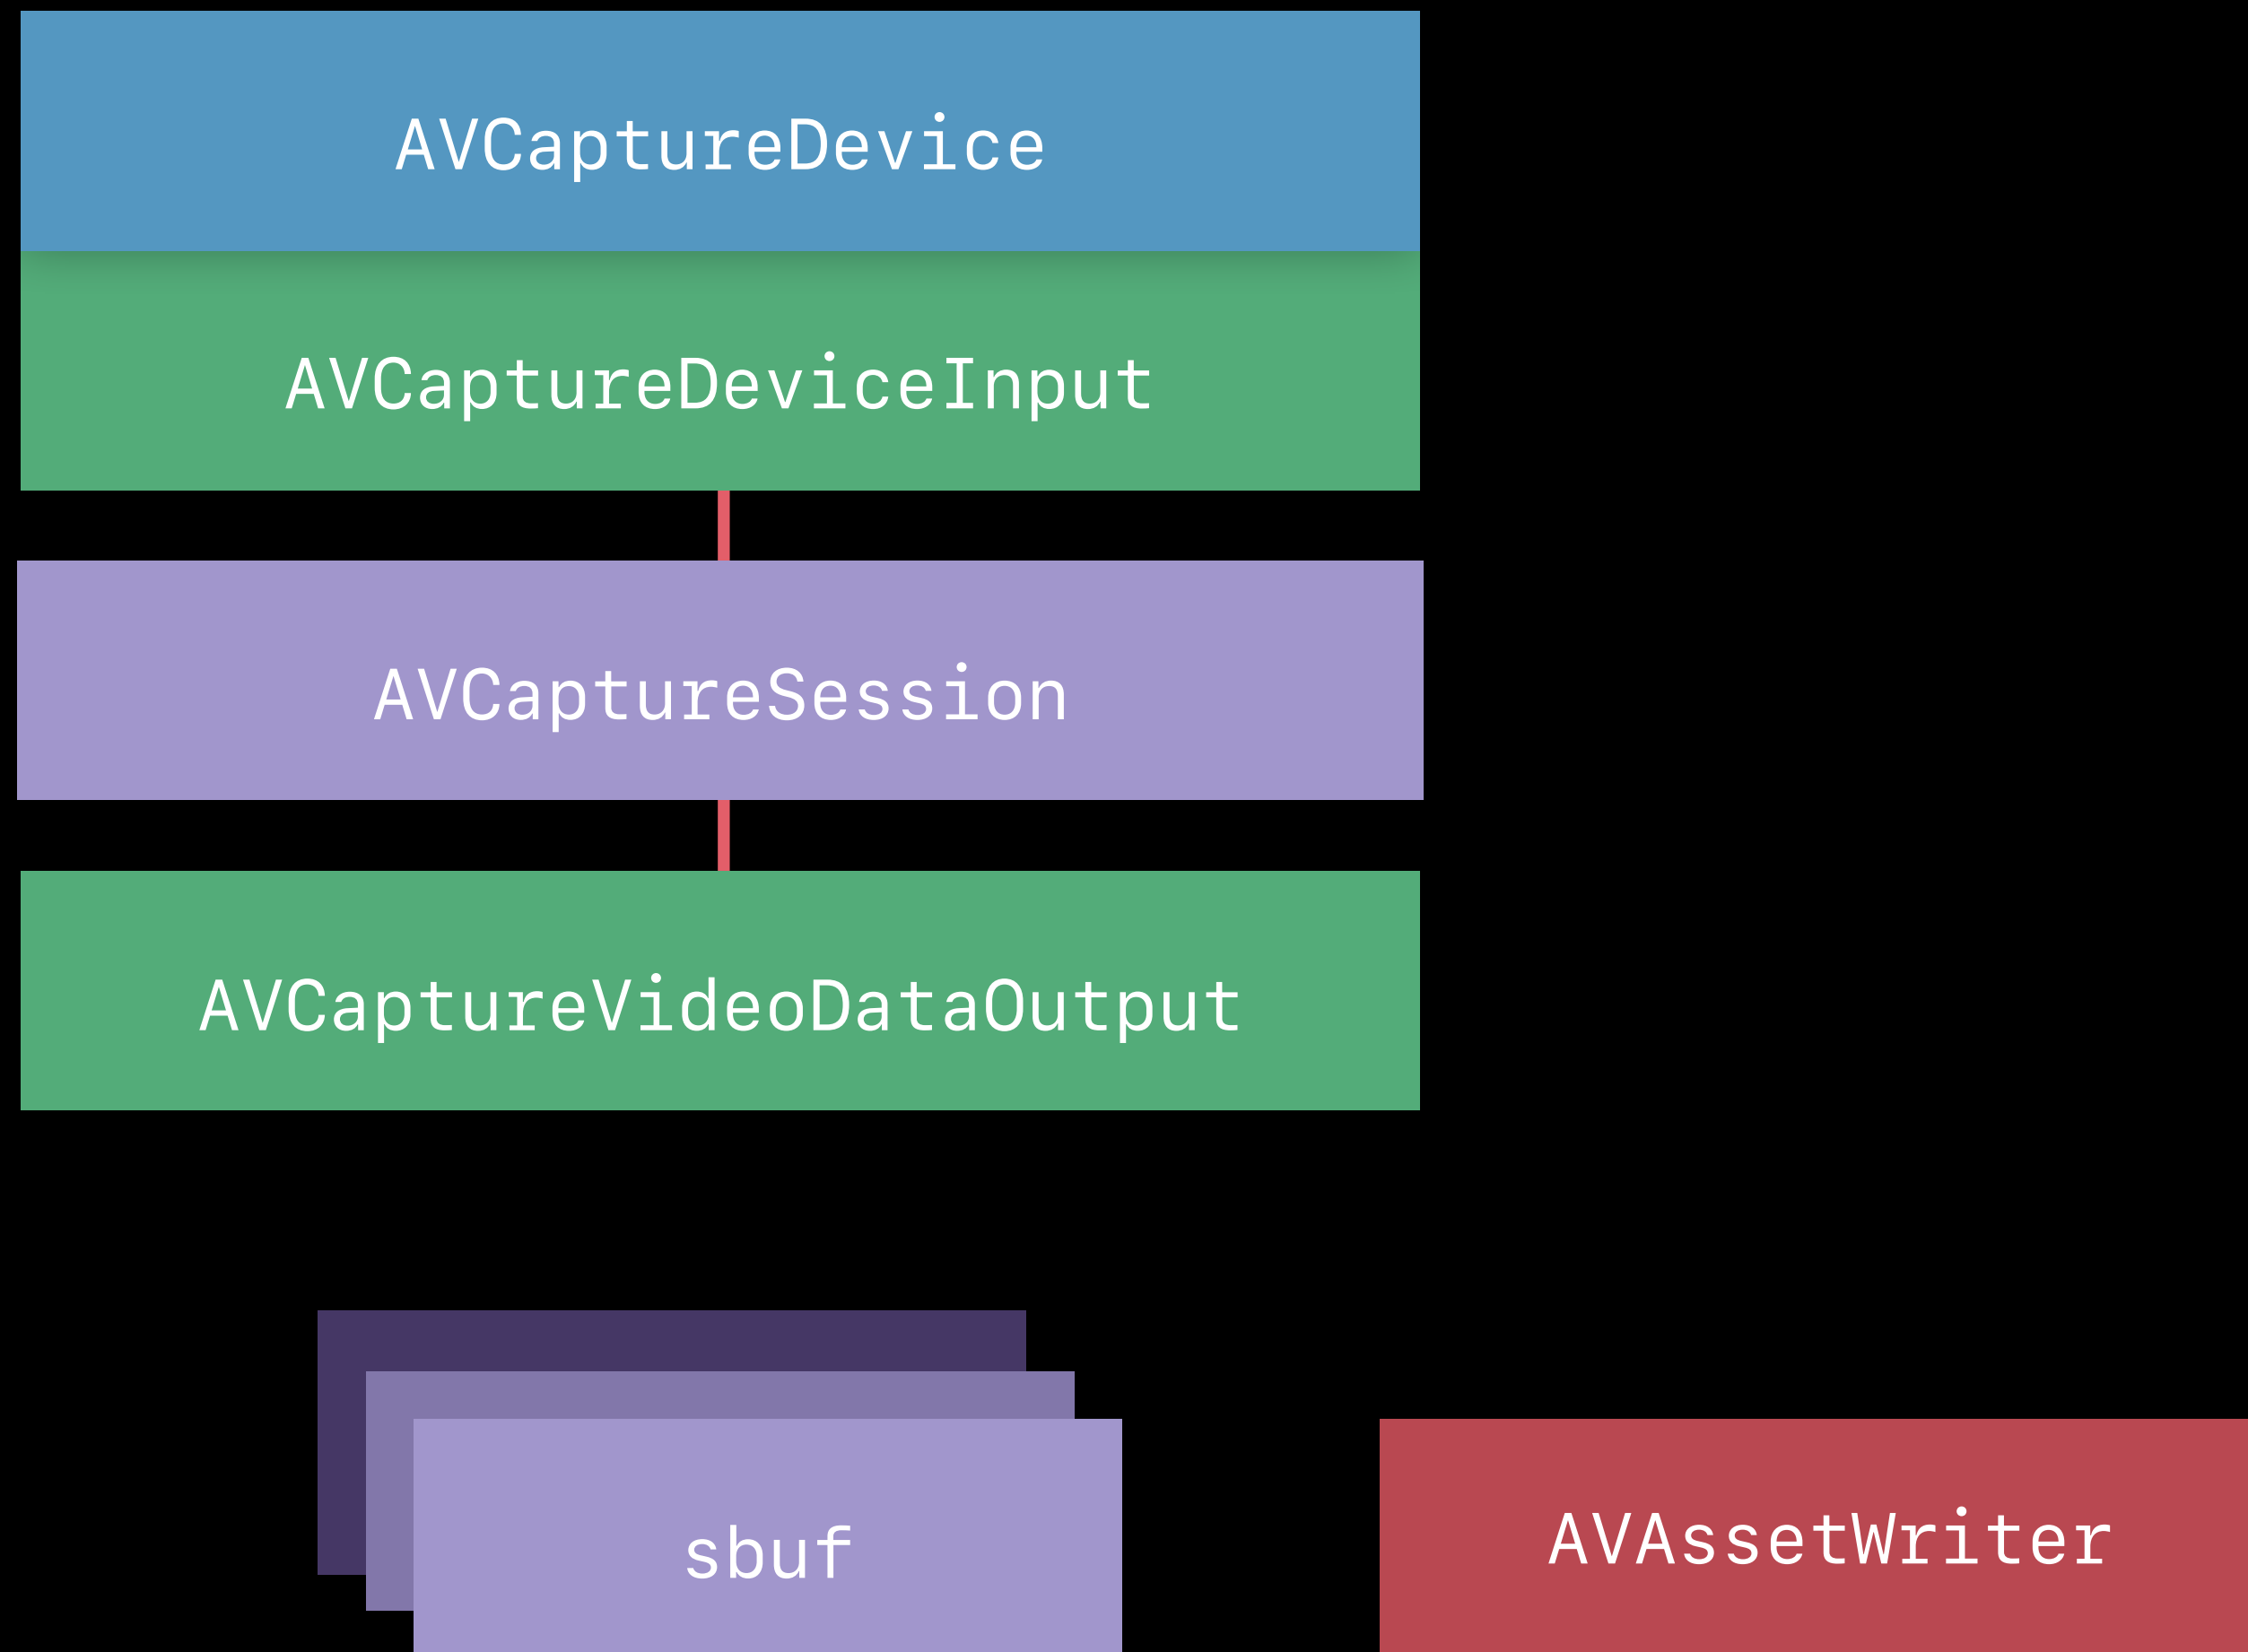 AVCaptureDevice
AVCaptureDeviceInput
AVCaptureSession
AVCaptureVideoDataOutput
sbuf
AVAssetWriter